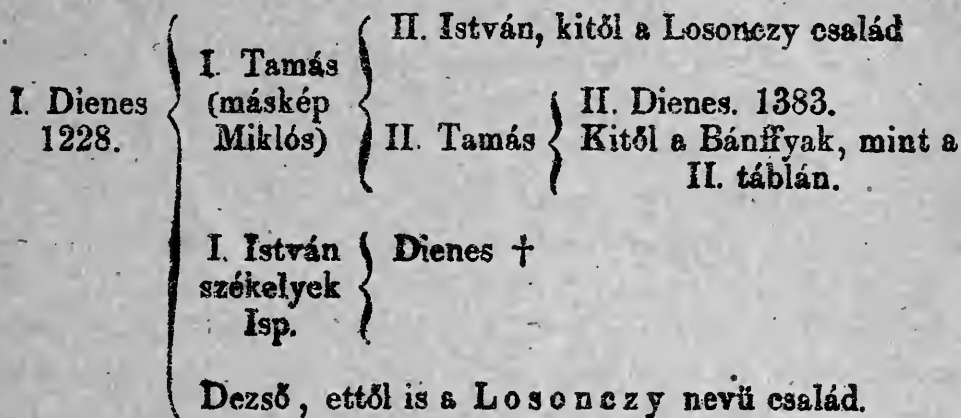 II. István, kitől a Losonczy család
I. Tamás
(máskép
Miklós)
I. Dienes
1228.
II. Tamás
II. Dienes. 1383.
Kitől a Bánffyak, mint a
II. táblán.
I. István
székelyek
Isp.
Dienes †
Dezső, ettől is a Losonczy nevü család.